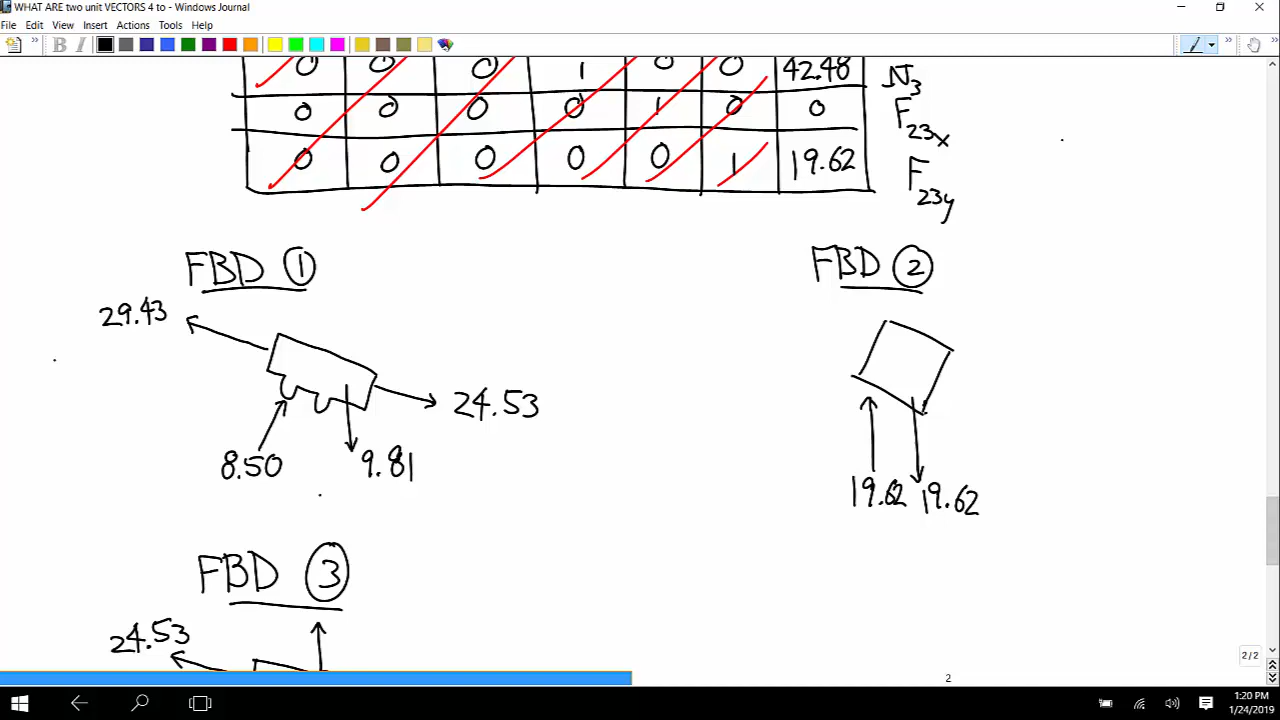 WHAT ARE two unit VECTORS 4 to - Windows Journal
File Edit View Insert Actions Tools Help
B I
0 0 0 1 0 0 42.48 N3
0 0 0 0 1 0 0 F23x
0 0 0 0 0 1 19.62 F23y
FBD 1
FBD 2
29.43
24.53
8.50 9.81
19.62 19.62
FBD 3
24.53
2/2
2
1:20 PM
1/24/2019